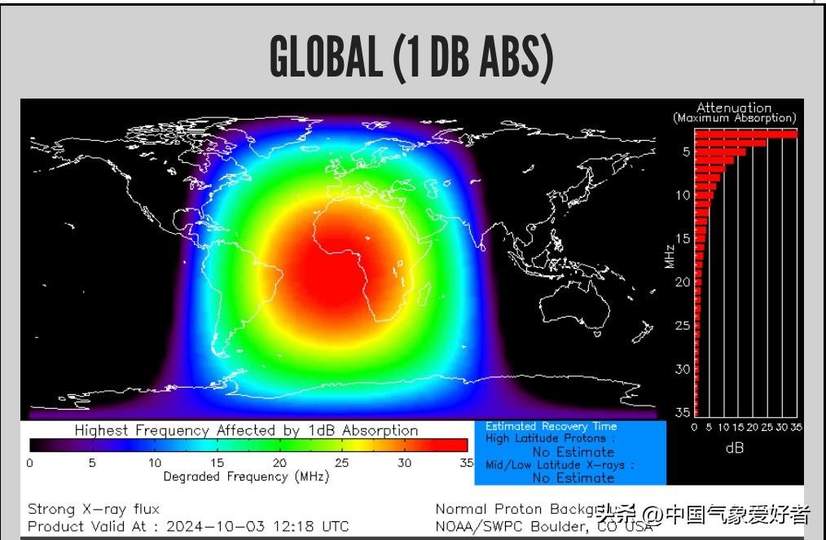 GLOBAL (1 DB ABS)
Attenuation
(Maximum Absorption)
5
10
15
MHz
20
25
30
35
0 5 10 15 20 25 30 35
dB
Highest Frequency Affected by 1dB Absorption
0 5 10 15 20 25 30 35
Degraded Frequency (MHz)
Estimated Recovery Time
High Latitude Protons :
No Estimate
Mid/Low Latitude X-rays :
No Estimate
Strong X-ray flux
Product Valid At : 2024-10-03 12:18 UTC
Normal Proton
NOAA/SWPC Boulder, CO USA
头条 @中国气象爱好者